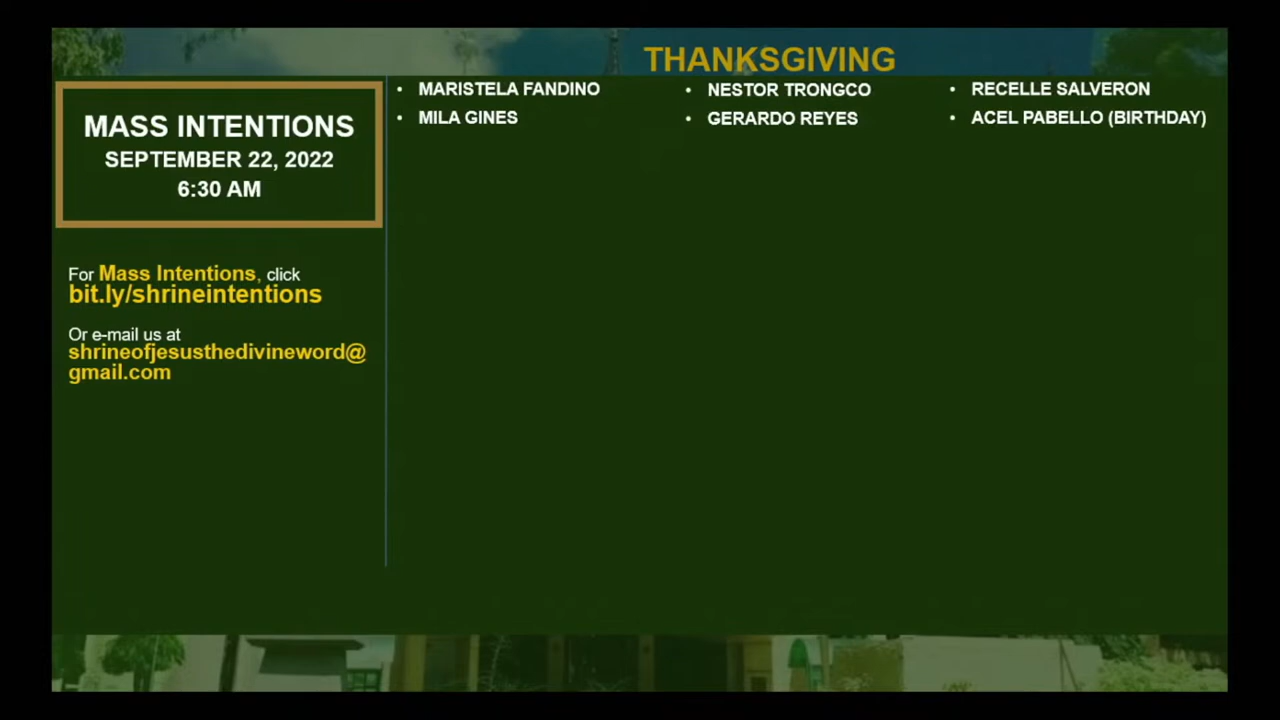 THANKSGIVING
MASS INTENTIONS
SEPTEMBER 22, 2022
6:30 AM
For Mass Intentions, click
bit.ly/shrineintentions
Or e-mail us at
shrineofjesusthedivineword@
gmail.com
• MARISTELA FANDINO
• MILA GINES
• NESTOR TRONGCO
• GERARDO REYES
• RECELLE SALVERON
• ACEL PABELLO (BIRTHDAY)